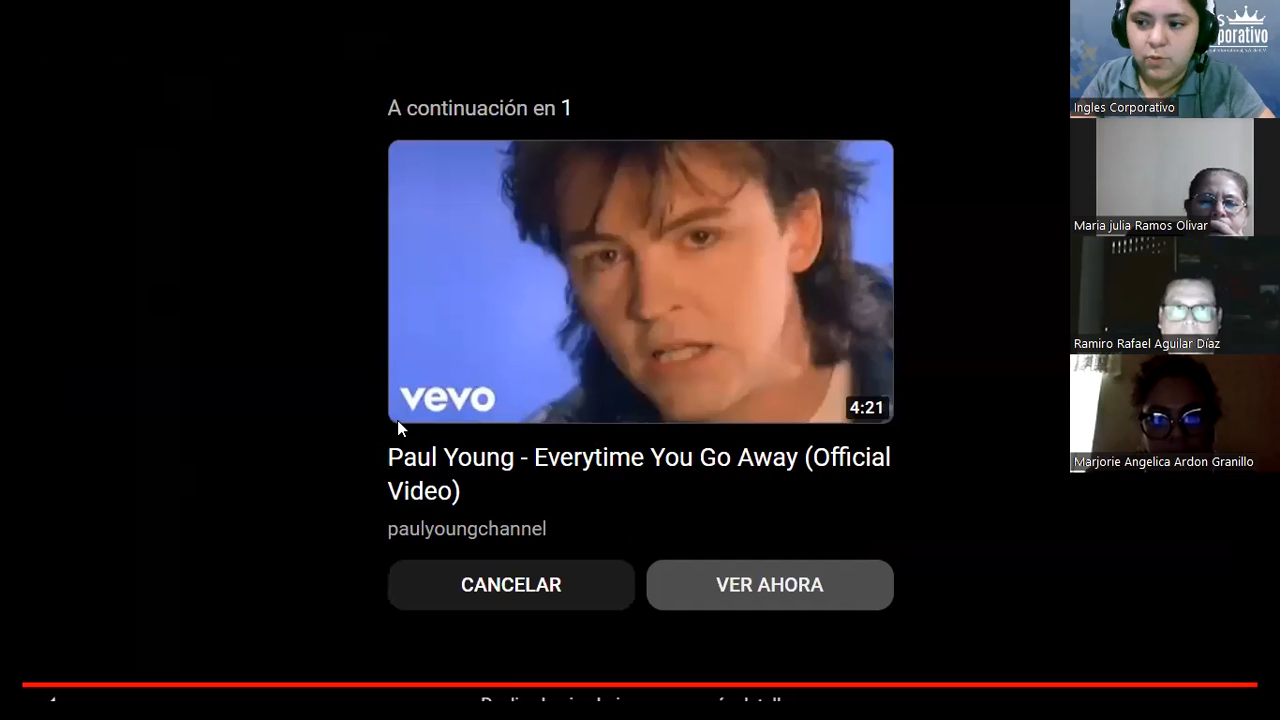 A continuación en 1
vevo
4:21
Paul Young - Everytime You Go Away (Official
Video)
paulyoungchannel
CANCELAR
VER AHORA
Ingles Corporativo
Maria julia Ramos Olivar
Ramiro Rafael Aguilar Díaz
Marjorie Angelica Ardon Granillo